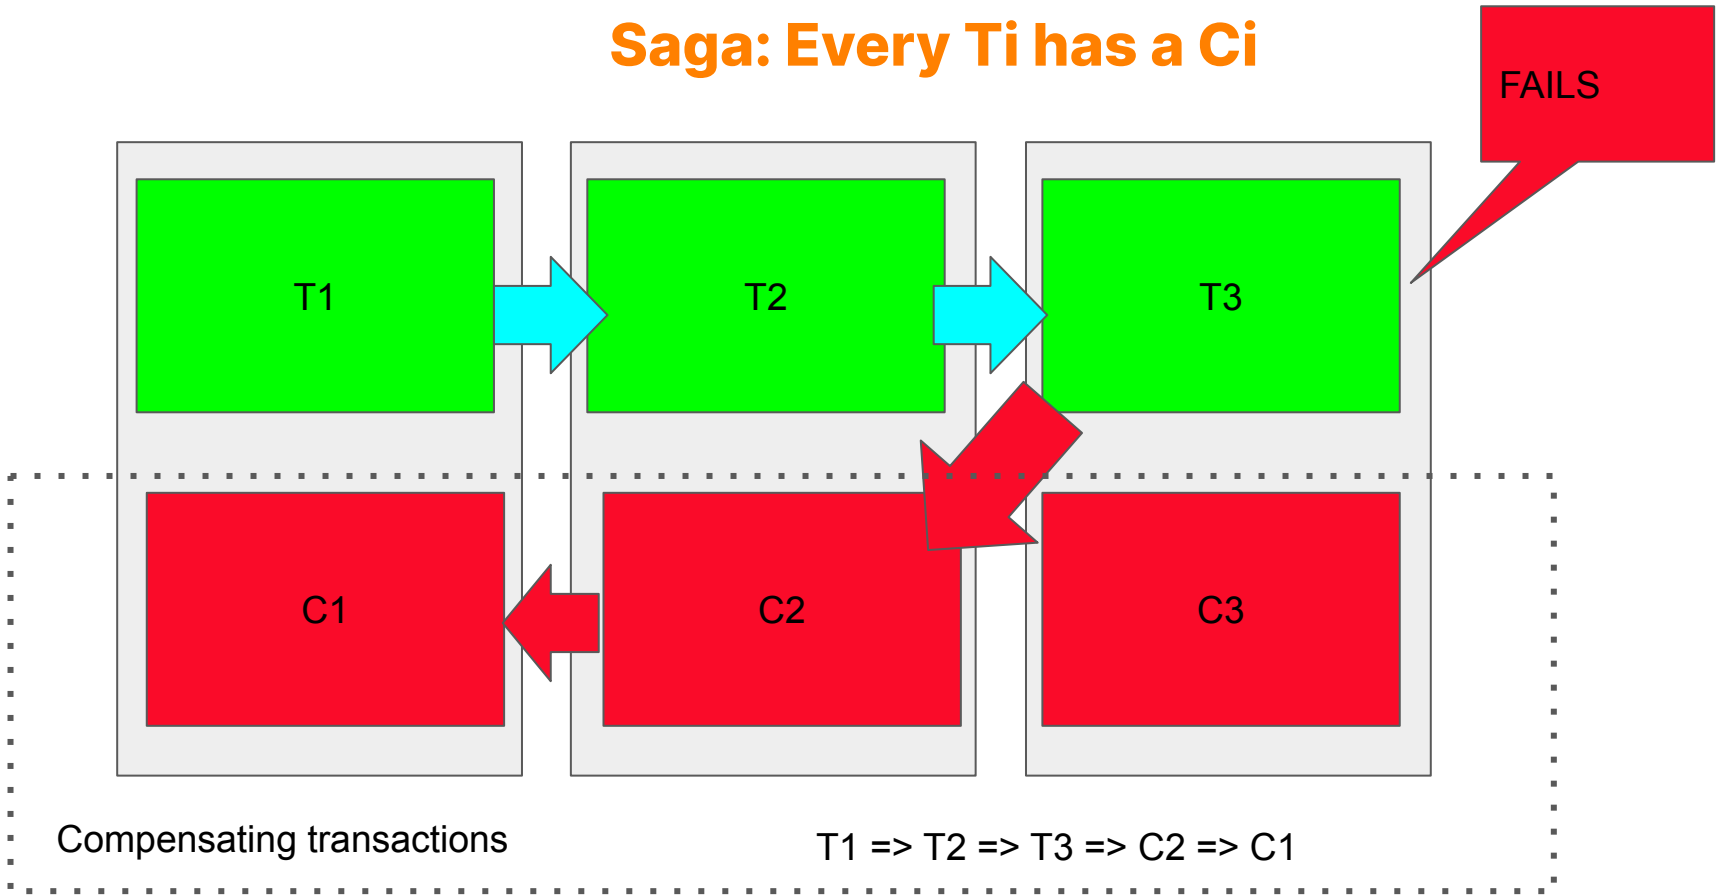 Saga: Every Ti has a Ci
FAILS
T1
T2
T3
C1
C2
C3
Compensating transactions
T1 => T2 => T3 => C2 => C1